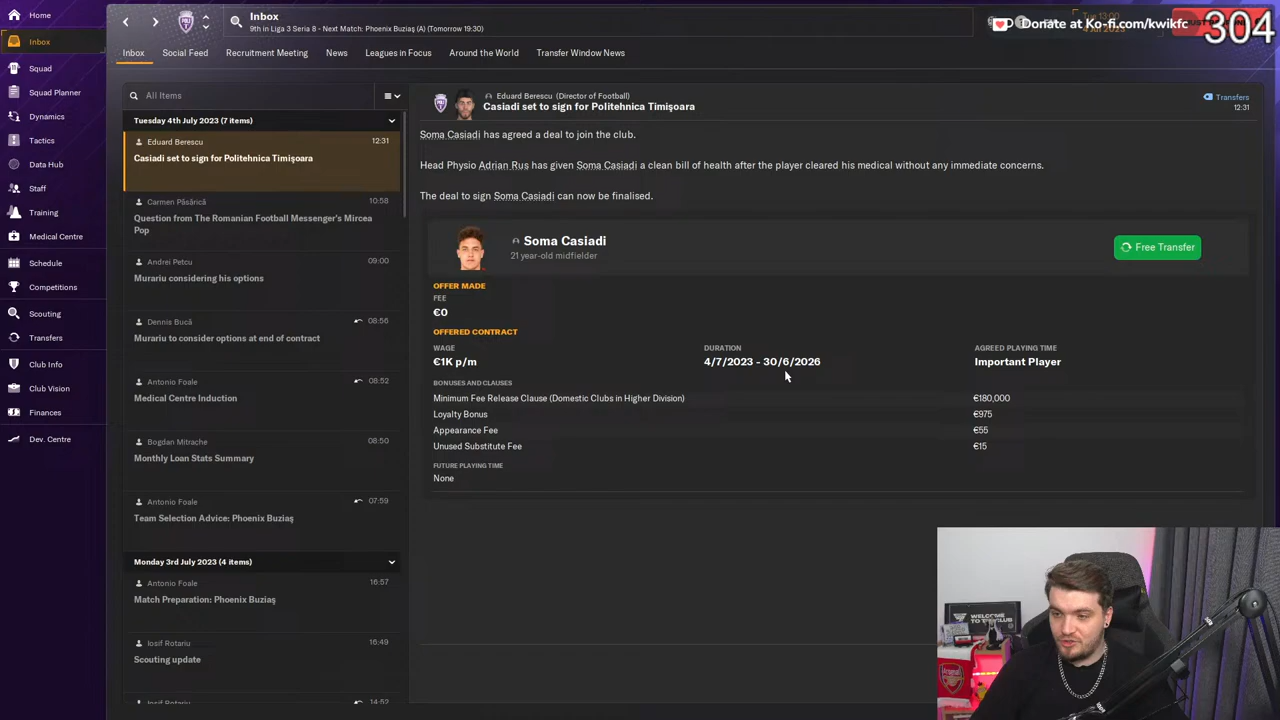 Home
Inbox
Squad
Squad Planner
Dynamics
Tactics
Data Hub
Staff
Training
Medical Centre
Schedule
Competitions
Scouting
Transfers
Club Info
Club Vision
Finances
Dev. Centre
Inbox
9th in Liga 3 Seria 8 - Next Match: Phoenix Buziaş (A) (Tomorrow 19:30)
Donate at Ko-fi.com/kwikfc
304
Inbox
Social Feed
Recruitment Meeting
News
Leagues in Focus
Around the World
Transfer Window News
All Items
Tuesday 4th July 2023 (7 items)
Eduard Berescu
12:31
Casiadi set to sign for Politehnica Timişoara
Carmen Păsărică
10:58
Question from The Romanian Football Messenger's Mircea
Pop
Andrei Petcu
09:00
Murariu considering his options
Dennis Bucă
08:56
Murariu to consider options at end of contract
Antonio Foale
08:52
Medical Centre Induction
Bogdan Mitrache
08:50
Monthly Loan Stats Summary
Antonio Foale
07:59
Team Selection Advice: Phoenix Buziaş
Monday 3rd July 2023 (4 items)
Antonio Foale
16:57
Match Preparation: Phoenix Buziaş
Iosif Rotariu
16:49
Scouting update
Iosif Rotariu
14:52
Eduard Berescu (Director of Football)
Casiadi set to sign for Politehnica Timişoara
Transfers
12:31
Soma Casiadi has agreed a deal to join the club.
Head Physio Adrian Rus has given Soma Casiadi a clean bill of health after the player cleared his medical without any immediate concerns.
The deal to sign Soma Casiadi can now be finalised.
Soma Casiadi
21 year-old midfielder
Free Transfer
OFFER MADE
FEE
€0
OFFERED CONTRACT
WAGE
€1K p/m
DURATION
4/7/2023 - 30/6/2026
AGREED PLAYING TIME
Important Player
BONUSES AND CLAUSES
Minimum Fee Release Clause (Domestic Clubs in Higher Division)
€180,000
Loyalty Bonus
€975
Appearance Fee
€55
Unused Substitute Fee
€15
FUTURE PLAYING TIME
None